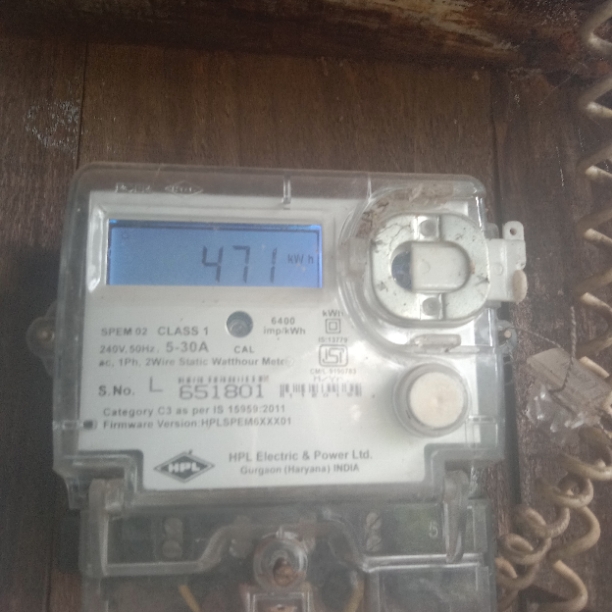 471 kWh
SPEM 02 CLASS 1 6400 imp/kWh
240V, 50Hz, 5-30A CAL
ac, 1Ph. 2Wire Static Watthour Meter
S.No. L 651801
Category C3 as per IS 15959:2011
Firmware Version:HPLSPEM6XXX01
HPL
HPL Electric & Power Ltd.
Gurgaon (Haryana) INDIA